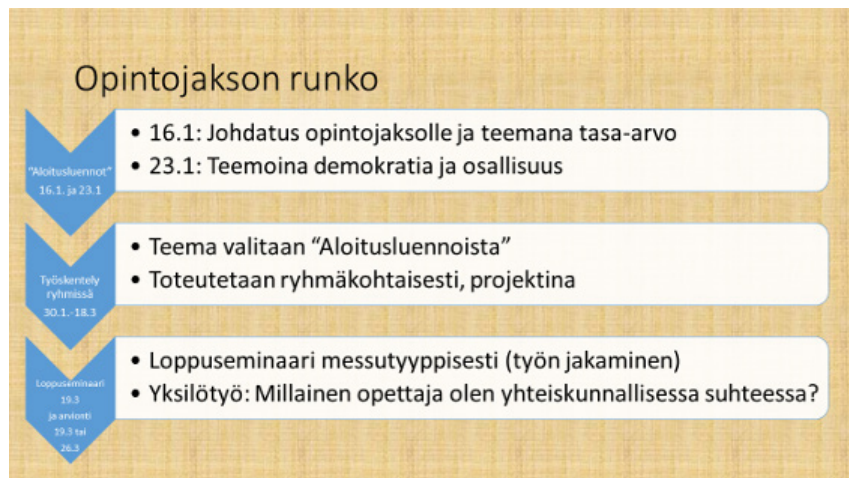 Opintojakson runko
"Aloitusluennot"
16.1. ja 23.1
• 16.1: Johdatus opintojaksolle ja teemana tasa-arvo
• 23.1: Teemoina demokratia ja osallisuus
Työskentely
ryhmissä
30.1.-18.3
• Teema valitaan “Aloitusluennoista”
• Toteutetaan ryhmäkohtaisesti, projektina
Loppuseminaari
19.3
ja arvionti
19.3 tai
26.3
• Loppuseminaari messutyyppisesti (työn jakaminen)
• Yksilötyö: Millainen opettaja olen yhteiskunnallisessa suhteessa?